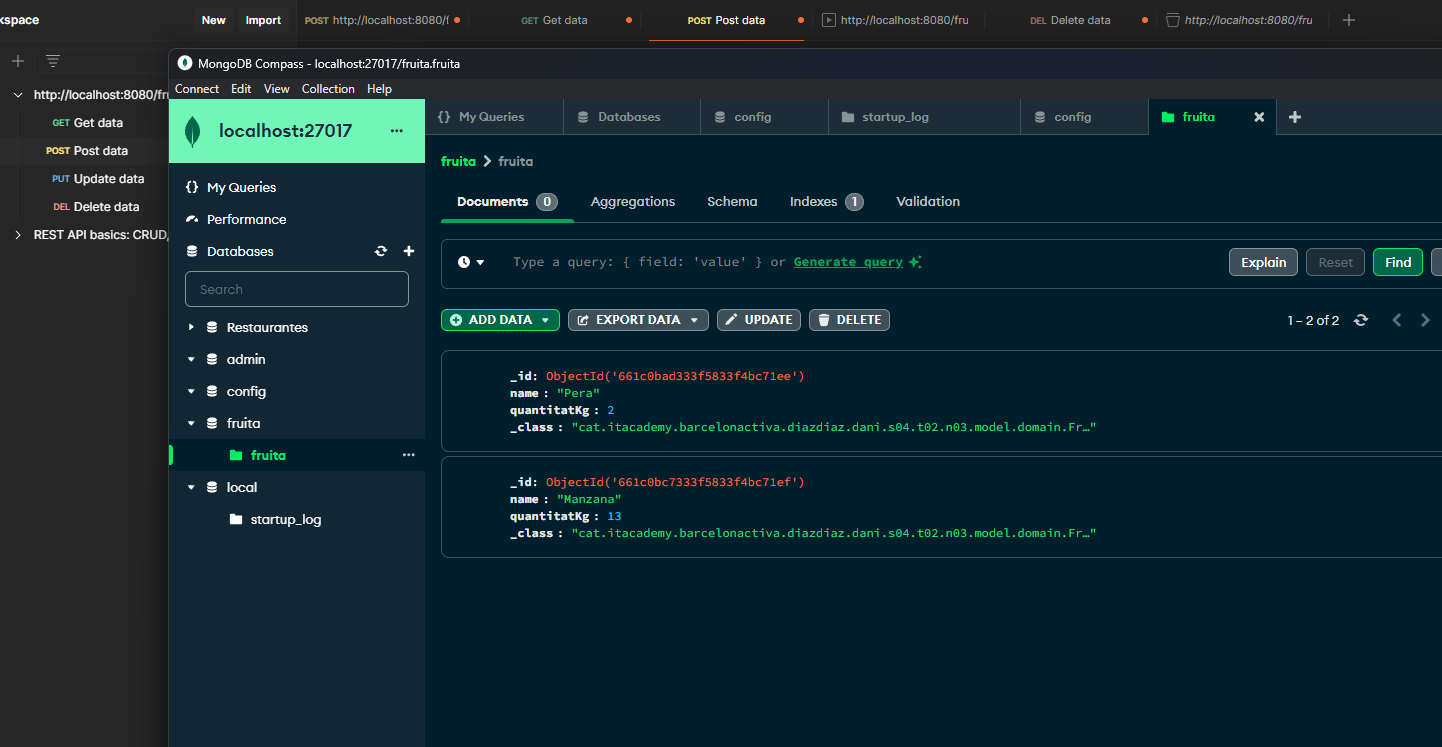 kspace
New Import
POST http://localhost:8080/f
GET Get data
POST Post data
http://localhost:8080/fru
DEL Delete data
http://localhost:8080/fru
http://localhost:8080/fru
GET Get data
POST Post data
PUT Update data
DEL Delete data
REST API basics: CRUD,
MongoDB Compass - localhost:27017/fruita.fruita
Connect Edit View Collection Help
localhost:27017
{} My Queries
Performance
Databases
Search
Restaurantes
admin
config
fruita
fruita
local
startup_log
{} My Queries
Databases
config
startup_log
config
fruita
fruita > fruita
Documents 0
Aggregations
Schema
Indexes 1
Validation
Type a query: { field: 'value' } or Generate query
Explain
Reset
Find
ADD DATA
EXPORT DATA
UPDATE
DELETE
1 – 2 of 2
_id: ObjectId('661c0bad333f5833f4bc71ee')
name : "Pera"
quantitatKg : 2
_class : "cat.itacademy.barcelonactiva.diazdiaz.dani.s04.t02.n03.model.domain.Fr…"
_id: ObjectId('661c0bc7333f5833f4bc71ef')
name : "Manzana"
quantitatKg : 13
_class : "cat.itacademy.barcelonactiva.diazdiaz.dani.s04.t02.n03.model.domain.Fr…"